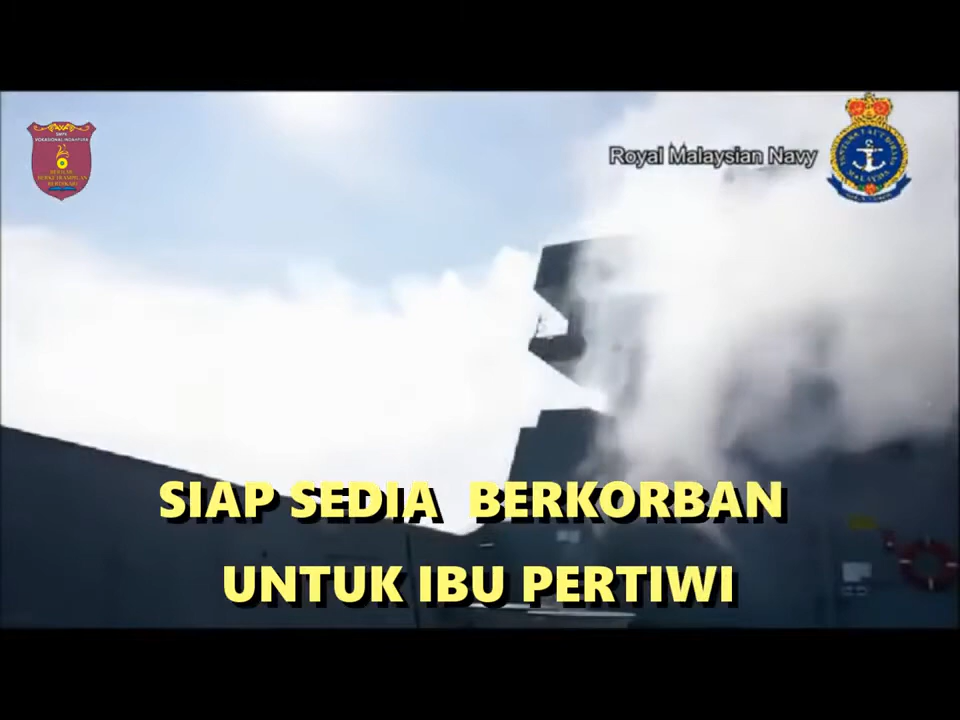 Royal Malaysian Navy
SIAP SEDIA BERKORBAN
UNTUK IBU PERTIWI